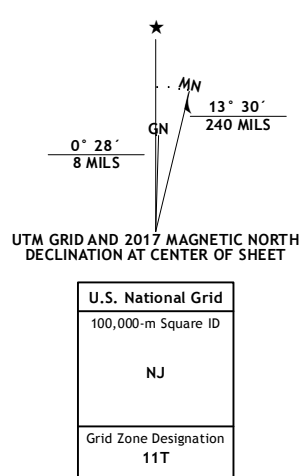 MN
GN
13° 30´
240 MILS
0° 28´
8 MILS
UTM GRID AND 2017 MAGNETIC NORTH
DECLINATION AT CENTER OF SHEET
U.S. National Grid
100,000-m Square ID
NJ
Grid Zone Designation
11T